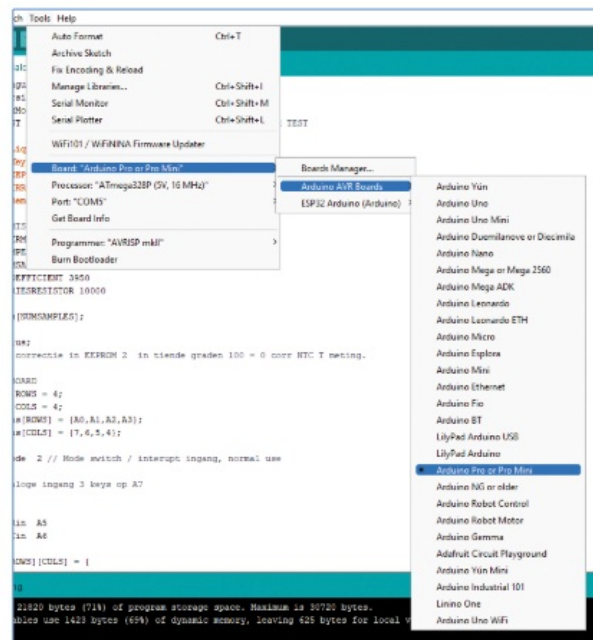 ch Tools Help
Auto Format Ctrl+T
Archive Sketch
Fix Encoding & Reload
Manage Libraries... Ctrl+Shift+I
Serial Monitor Ctrl+Shift+M
Serial Plotter Ctrl+Shift+L
TEST
WiFi101 / WiFiNINA Firmware Updater
Board: "Arduino Pro or Pro Mini"
Processor: "ATmega328P (5V, 16 MHz)"
Port: "COM5"
Get Board Info
Programmer: "AVRISP mkII"
Burn Bootloader
Boards Manager...
Arduino AVR Boards
ESP32 Arduino (Arduino)
Arduino Yún
Arduino Uno
Arduino Uno Mini
Arduino Duemilanove or Diecimila
Arduino Nano
Arduino Mega or Mega 2560
Arduino Mega ADK
Arduino Leonardo
Arduino Leonardo ETH
Arduino Micro
Arduino Esplora
Arduino Mini
Arduino Ethernet
Arduino Fio
Arduino BT
LilyPad Arduino USB
LilyPad Arduino
Arduino Pro or Pro Mini
Arduino NG or older
Arduino Robot Control
Arduino Robot Motor
Arduino Gemma
Adafruit Circuit Playground
Arduino Yún Mini
Arduino Industrial 101
Linino One
Arduino Uno WiFi
EFFICIENT 3950
IESRESISTOR 10000
[NUMSAMPLES];
ue;
correctie in EEPROM 2 in tiende graden 100 = 0 corr NTC T meting.
OARD
ROWS = 4;
COLS = 4;
s[ROWS] = {A0,A1,A2,A3};
s[COLS] = {7,6,5,4};
de 2 // Mode switch / interupt ingang, normal use
loge ingang 3 keys op A7
in A5
in A6
OWS][COLS] = {
21820 bytes (71%) of program storage space. Maximum is 30720 bytes.
ables use 1423 bytes (69%) of dynamic memory, leaving 625 bytes for local v